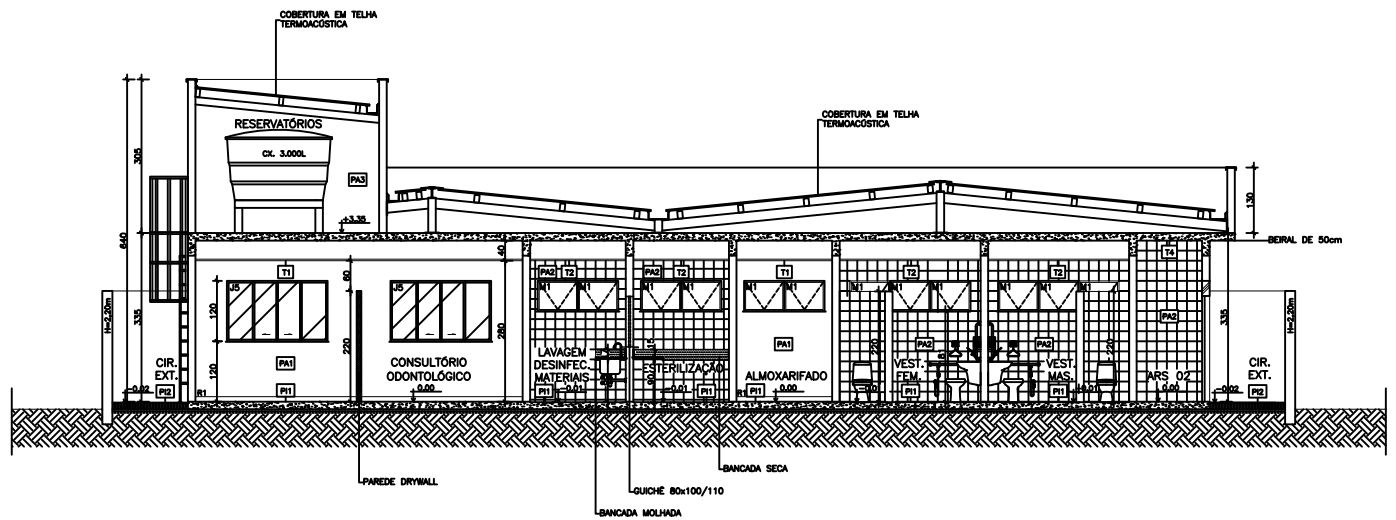 COBERTURA EM TELHA
TERMOACÚSTICA
RESERVATÓRIOS
CX. 3.000L
PA3
+3.35
305
640
335
COBERTURA EM TELHA
TERMOACÚSTICA
130
BEIRAL DE 50cm
40
T1
60
PA2
T2
PA2
T2
T1
T2
T2
T4
J5
J5
M1
M1
M1
M1
M1
M1
M1
M1
H=2,20m
120
120
220
280
PA1
PI1
R1
CIR.
EXT.
-0.02
PI2
CONSULTÓRIO
ODONTOLÓGICO
0.00
LAVAGEM
DESINFEC.
MATERIAIS
PI1
-0.01
15
90
ESTERILIZAÇÃO
-0.01
PI1
PA1
ALMOXARIFADO
R1
PI1
0.00
220
PA2
VEST.
FEM.
PI1
PA2
VEST.
MAS.
PI1
220
PA2
ARS 02
PI1
0.00
335
H=2,20m
CIR.
EXT.
-0.02
PI2
PAREDE DRYWALL
BANCADA SECA
GUICHÊ 80x100/110
BANCADA MOLHADA